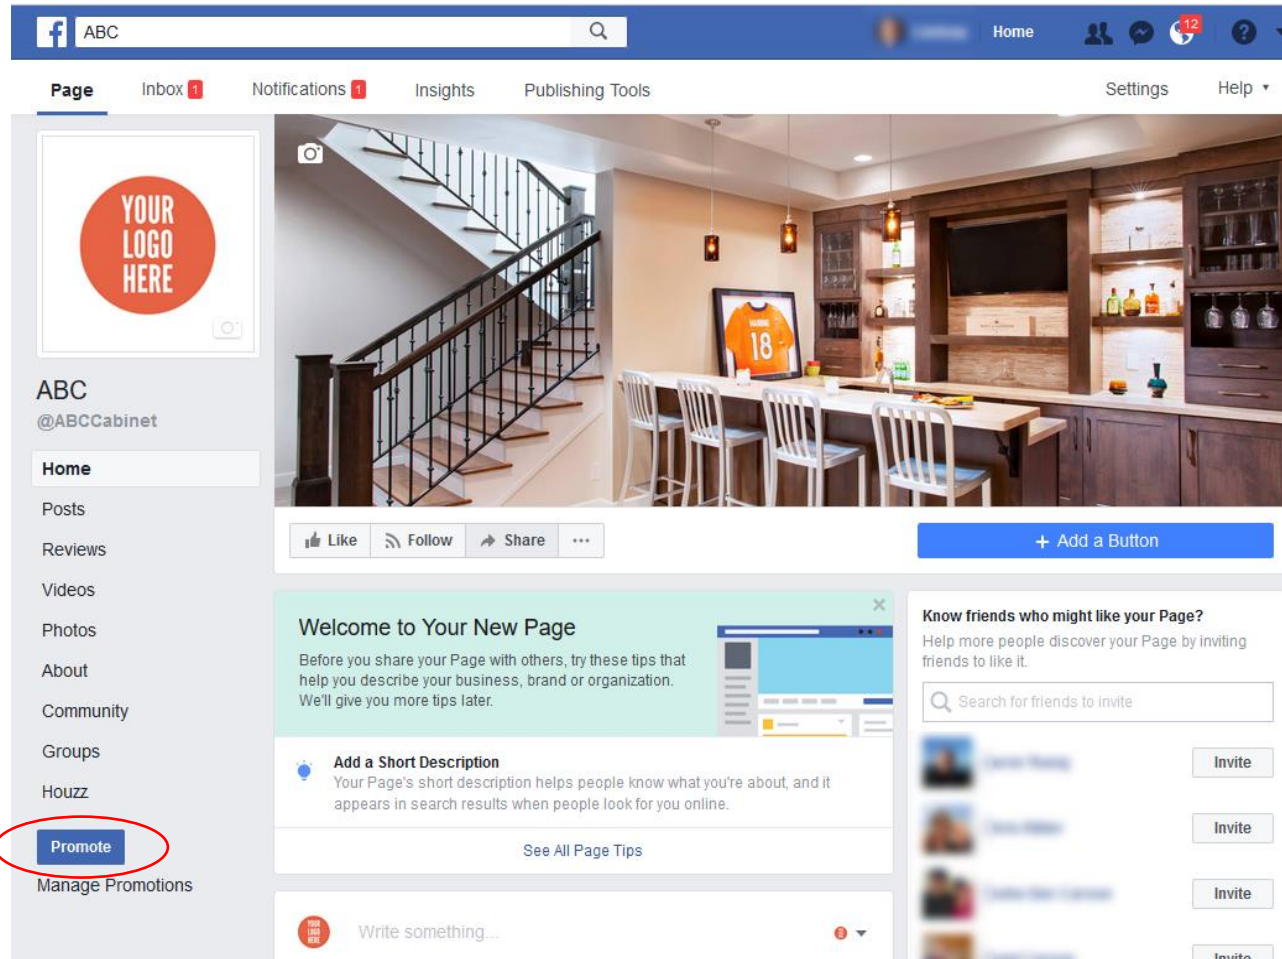 f
ABC
Home
12
?
Page
Inbox 1
Notifications 1
Insights
Publishing Tools
Settings
Help
YOUR
LOGO
HERE
18
ABC
@ABCCabinet
Home
Posts
Reviews
Videos
Photos
About
Community
Groups
Houzz
Promote
Manage Promotions
Like
Follow
Share
...
+ Add a Button
Welcome to Your New Page
Before you share your Page with others, try these tips that
help you describe your business, brand or organization.
We'll give you more tips later.
Add a Short Description
Your Page's short description helps people know what you're about, and it
appears in search results when people look for you online.
See All Page Tips
YOUR
LOGO
HERE
Write something...
Know friends who might like your Page?
Help more people discover your Page by inviting
friends to like it.
Search for friends to invite
Invite
Invite
Invite
Invite